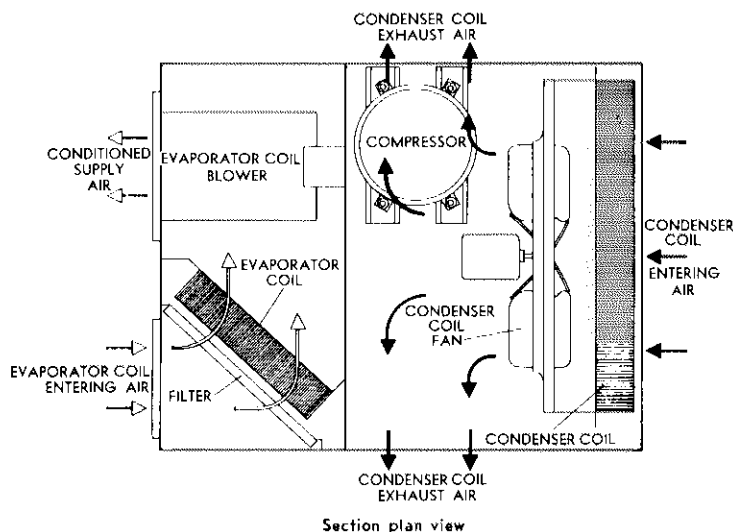 CONDENSER COIL
EXHAUST AIR
COMPRESSOR
CONDITIONED
SUPPLY
AIR
EVAPORATOR COIL
BLOWER
CONDENSER
COIL
ENTERING
AIR
EVAPORATOR
COIL
CONDENSER
COIL
FAN
EVAPORATOR COIL
ENTERING AIR
FILTER
CONDENSER COIL
CONDENSER COIL
EXHAUST AIR
Section plan view